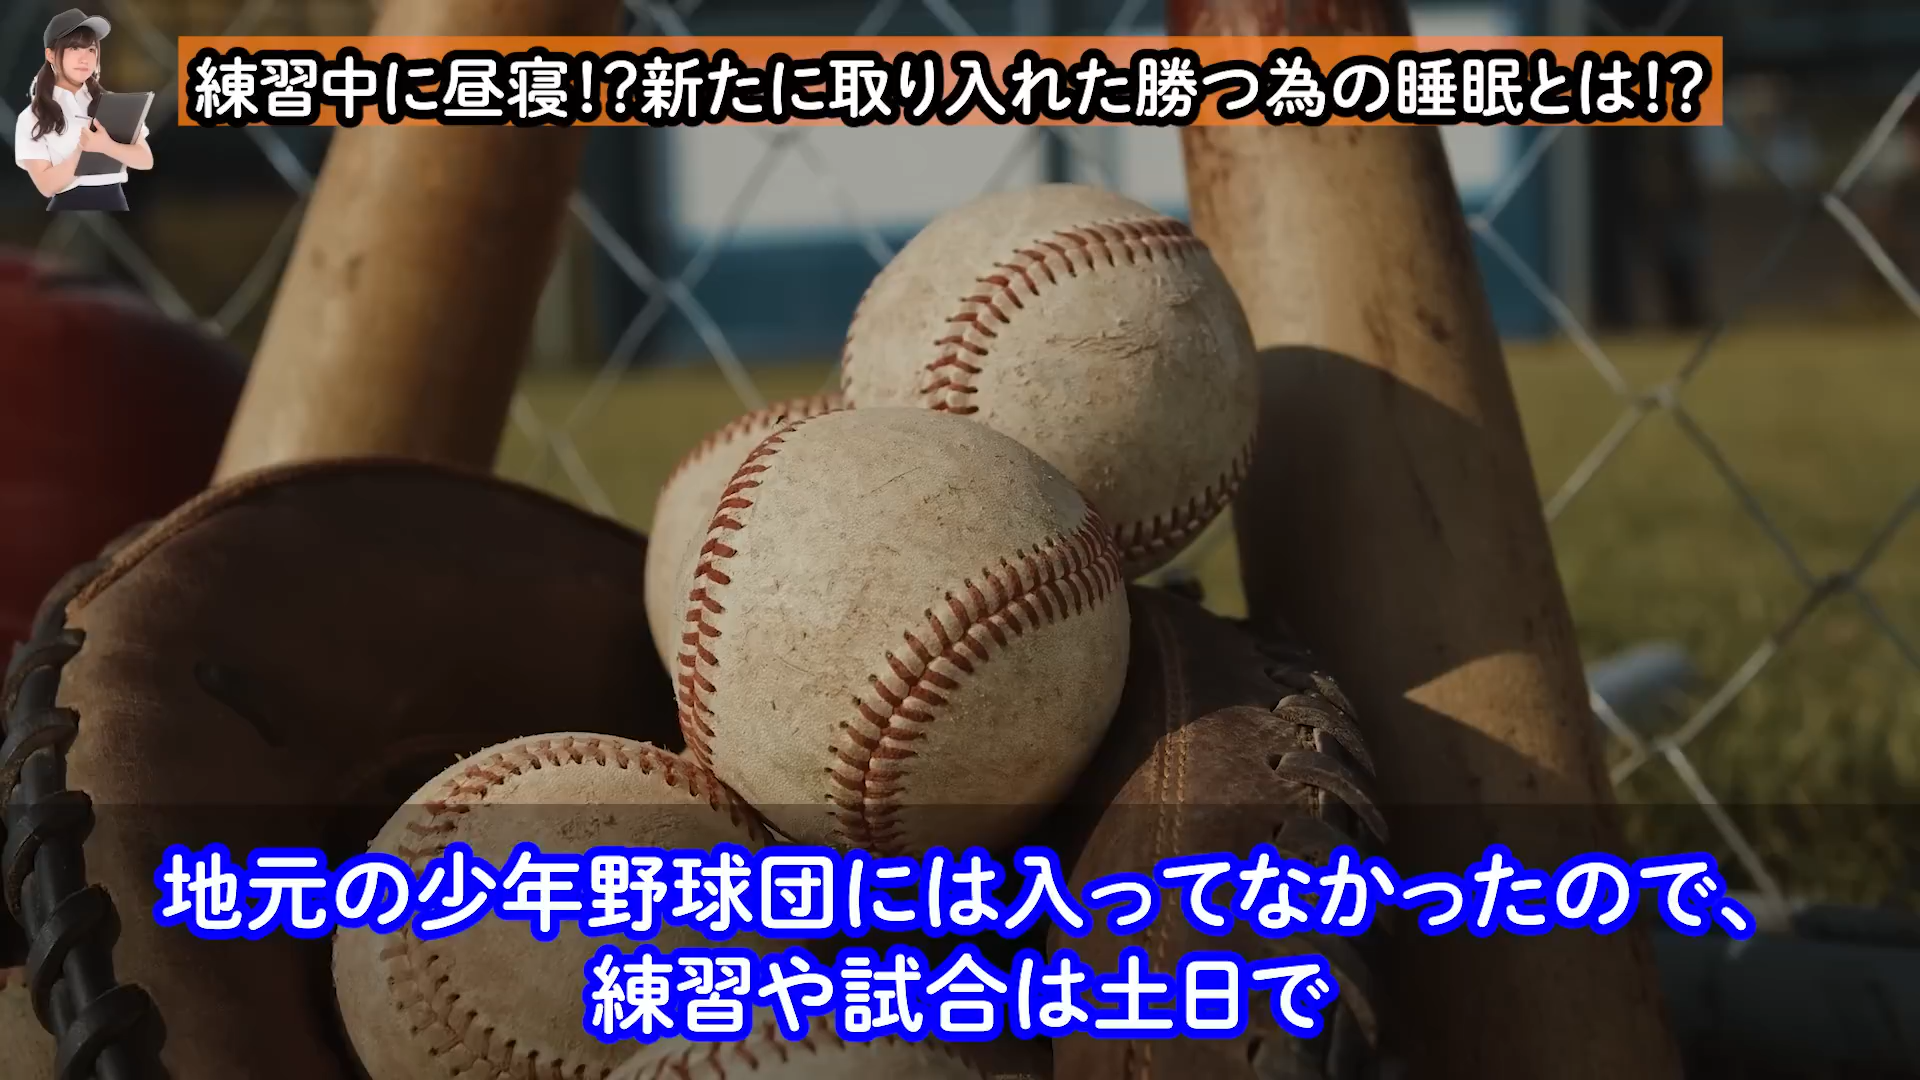 練習中に昼寝!?新たに取り入れた勝つ為の睡眠とは!?
地元の少年野球団には入ってなかったので、
練習や試合は土日で